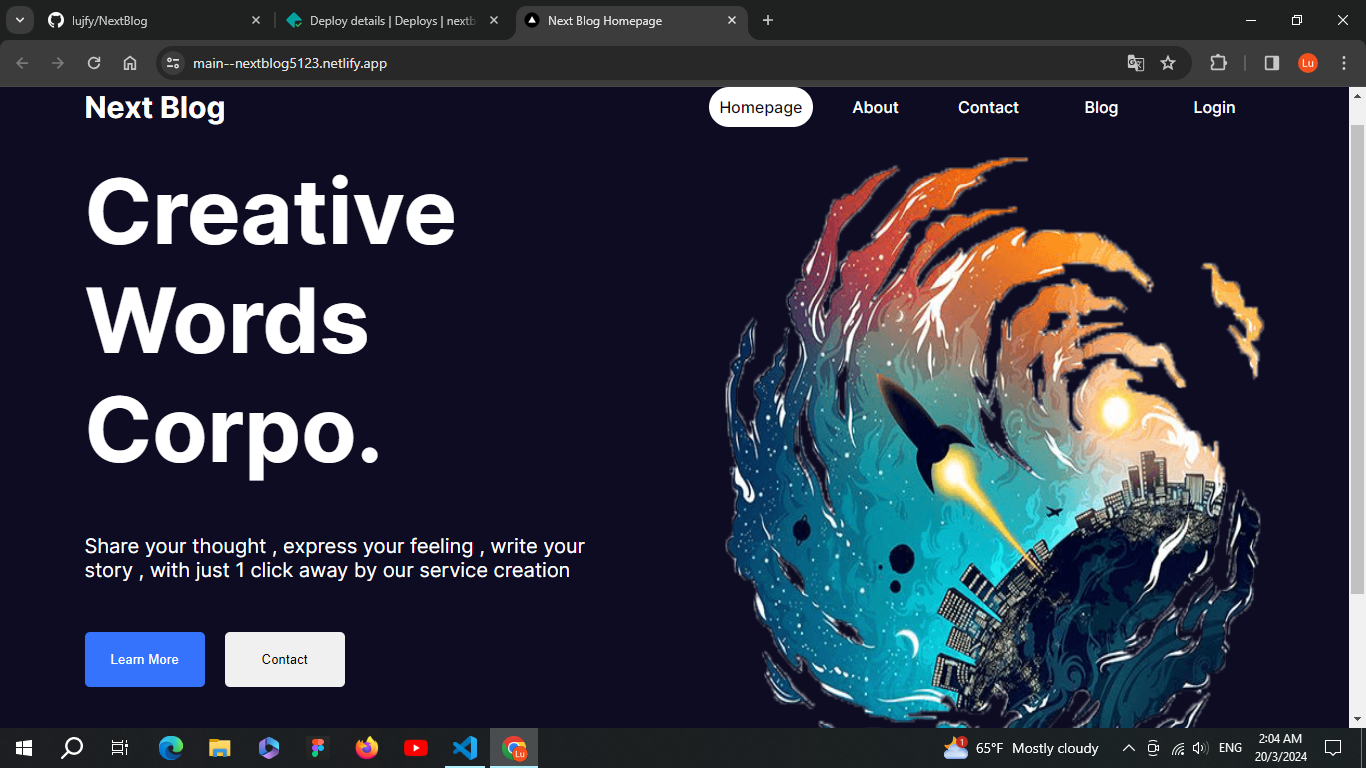 lujfy/NextBlog
Deploy details | Deploys | nextb
Next Blog Homepage
main--nextblog5123.netlify.app
Lu
Next Blog
Homepage
About
Contact
Blog
Login
Creative
Words
Corpo.
Share your thought , express your feeling , write your
story , with just 1 click away by our service creation
Learn More
Contact
Lu
1
65°F Mostly cloudy
ENG
2:04 AM
20/3/2024